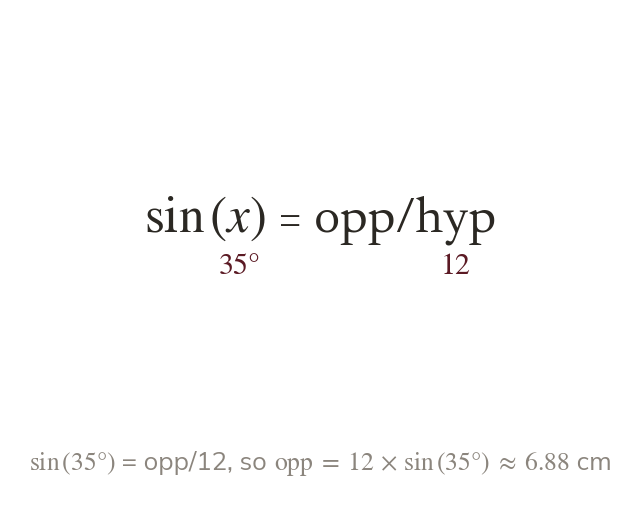 sin(x) = opp/hyp
35° 12
sin(35°) = opp/12, so opp = 12 × sin(35°) ≈ 6.88 cm